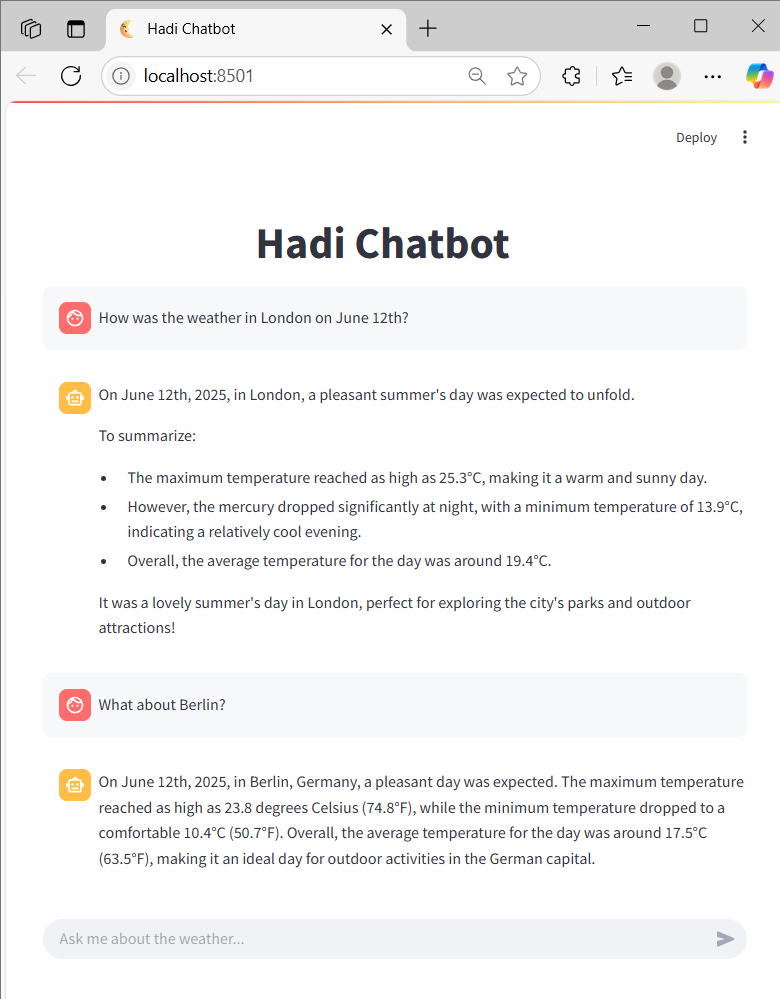 Hadi Chatbot
localhost:8501
Deploy
Hadi Chatbot
How was the weather in London on June 12th?
On June 12th, 2025, in London, a pleasant summer's day was expected to unfold.
To summarize:
• The maximum temperature reached as high as 25.3°C, making it a warm and sunny day.
• However, the mercury dropped significantly at night, with a minimum temperature of 13.9°C,
indicating a relatively cool evening.
• Overall, the average temperature for the day was around 19.4°C.
It was a lovely summer's day in London, perfect for exploring the city's parks and outdoor
attractions!
What about Berlin?
On June 12th, 2025, in Berlin, Germany, a pleasant day was expected. The maximum temperature
reached as high as 23.8 degrees Celsius (74.8°F), while the minimum temperature dropped to a
comfortable 10.4°C (50.7°F). Overall, the average temperature for the day was around 17.5°C
(63.5°F), making it an ideal day for outdoor activities in the German capital.
Ask me about the weather...